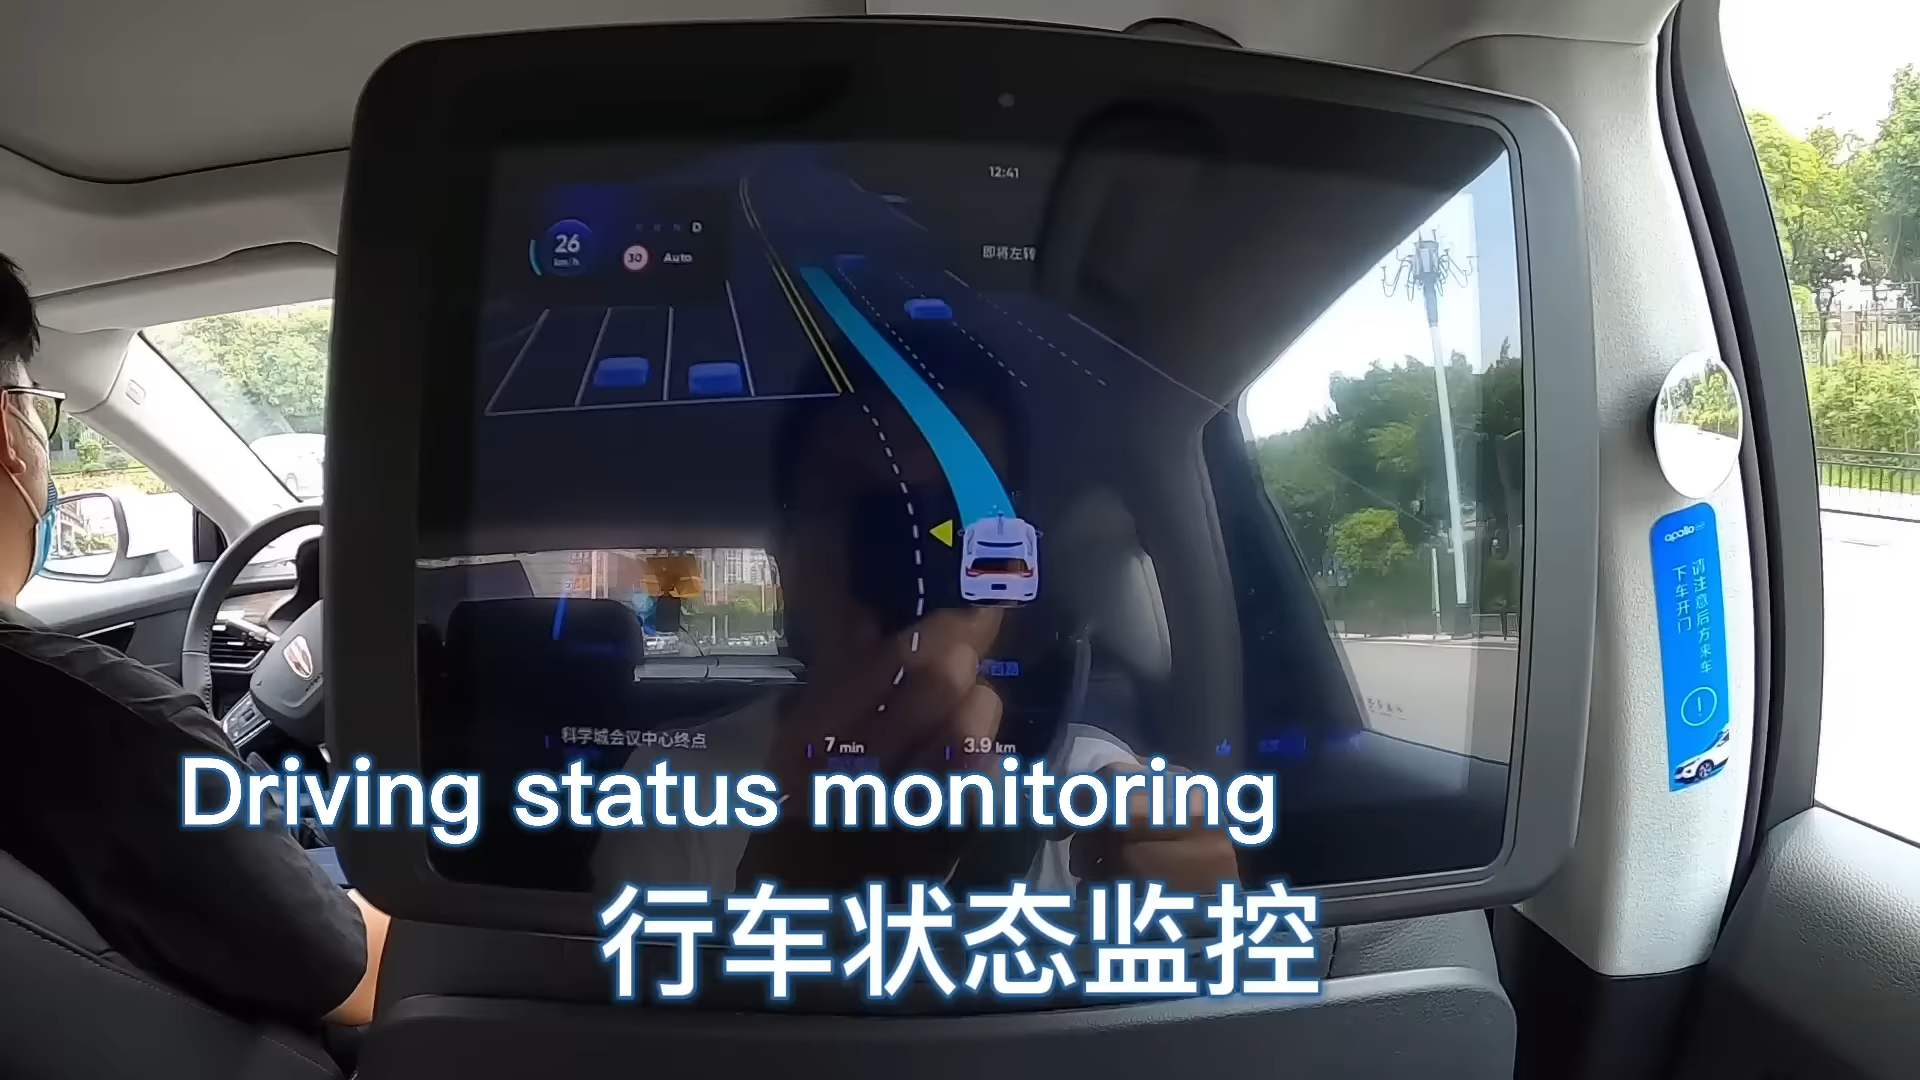 12:41
26
km/h
D
30
Auto
即将左转
科学城会议中心终点
7 min
3.9 km
apollo
请注意后方来车
下车开门
Driving status monitoring
行车状态监控